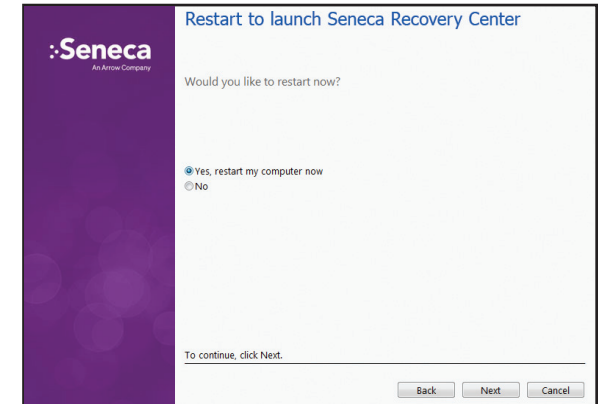 Restart to launch Seneca Recovery Center
:Seneca
An Arrow Company
Would you like to restart now?
Yes, restart my computer now
No
To continue, click Next.
Back Next Cancel